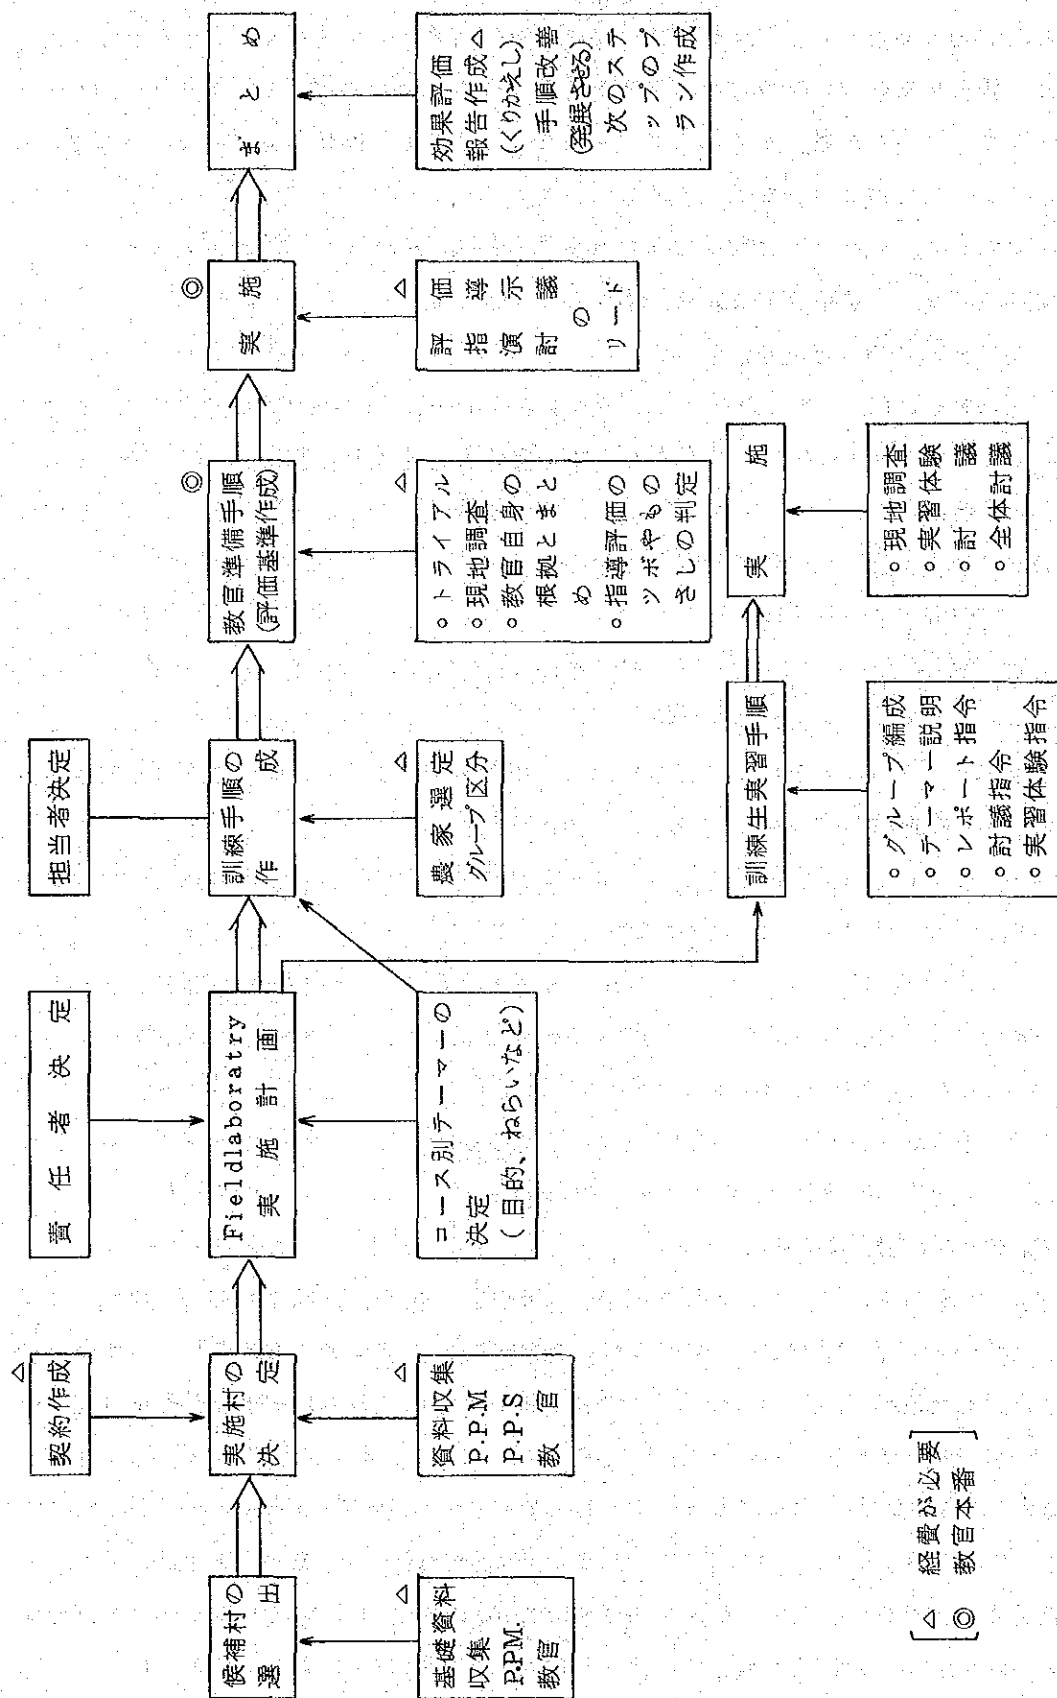 △
契約作成
責任者決定
担当者決定
候補村の
選出
実施村の
決定
Fieldlaboratry
実施計画
訓練手順の
作成
◎
教官準備手順
(評価基準作成)
◎
実施
まとめ
△
基礎資料
収集
P.PM.
教官
△
資料収集
P.P.M
P.P.S
教官
コース別テーマーの
決定
(目的、ねらいなど)
△
農家選定
グループ区分
△
○トライアル
○現地調査
○教官自身の
根拠とまと
め
○指導評価の
ツボやもの
さしの判定
△
評価
指導
演示
討議
の
リード
効果評価
報告作成△
(くりかえし)
手順改善
(発展させる)
次のステ
ップのプ
ラン作成
訓練生実習手順
実施
○グループ編成
○テーマー説明
○レポート指令
○討議指令
○実習体験指令
○現地調査
○実習体験
○討議
○全体討議
△ 経費が必要
◎ 教官本番